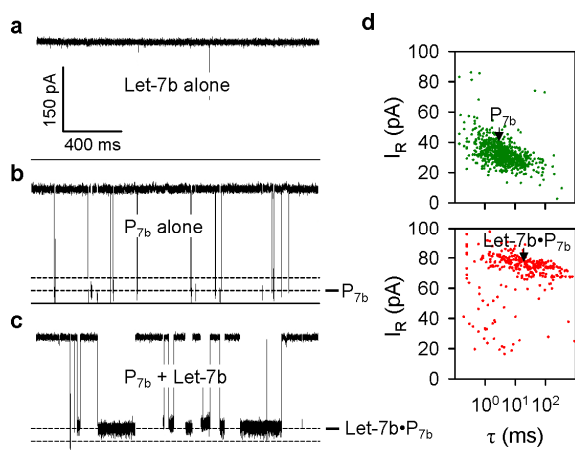 a
Let-7b alone
150 pA
400 ms
b
P7b alone
P7b
c
P7b + Let-7b
Let-7b•P7b
d
100
80
60
40
20
0
IR (pA)
P7b
100
80
60
40
20
0
IR (pA)
Let-7b•P7b
10^0 10^1 10^2
τ (ms)